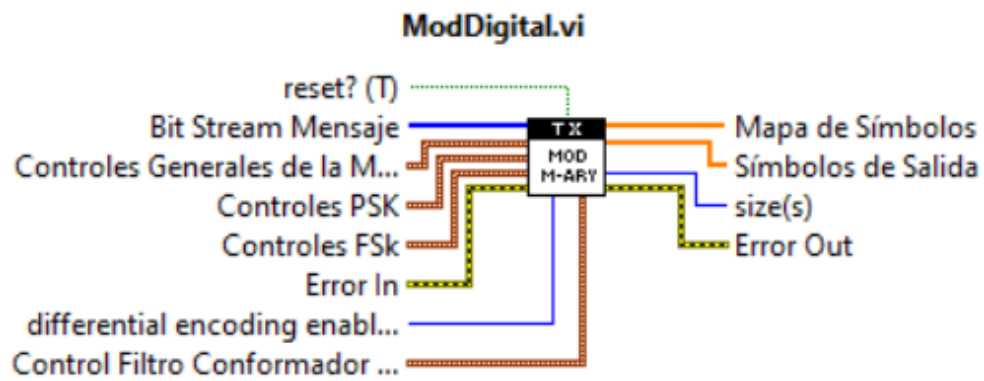 ModDigital.vi
reset? (T)
Bit Stream Mensaje
Controles Generales de la M...
Controles PSK
Controles FSk
Error In
differential encoding enabl...
Control Filtro Conformador ...
TX
MOD
M-ARY
Mapa de Símbolos
Símbolos de Salida
size(s)
Error Out